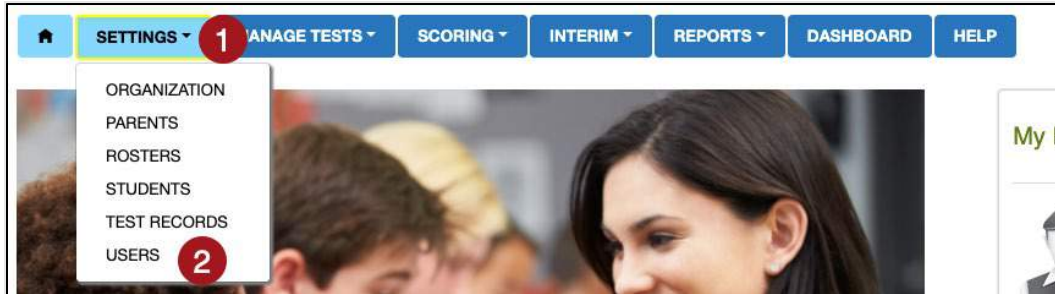 SETTINGS 1 ANAGE TESTS SCORING INTERIM REPORTS DASHBOARD HELP
ORGANIZATION
PARENTS
ROSTERS
STUDENTS
TEST RECORDS
USERS 2
My